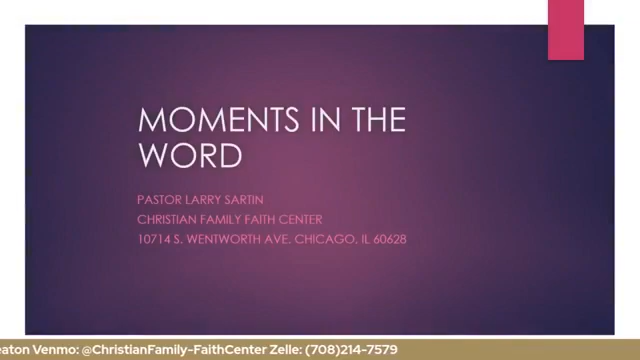 MOMENTS IN THE
WORD
PASTOR LARRY SARTIN
CHRISTIAN FAMILY FAITH CENTER
10714 S. WENTWORTH AVE. CHICAGO, IL 60628
Venmo: @ChristianFamily-FaithCenter Zelle: (708)214-7579